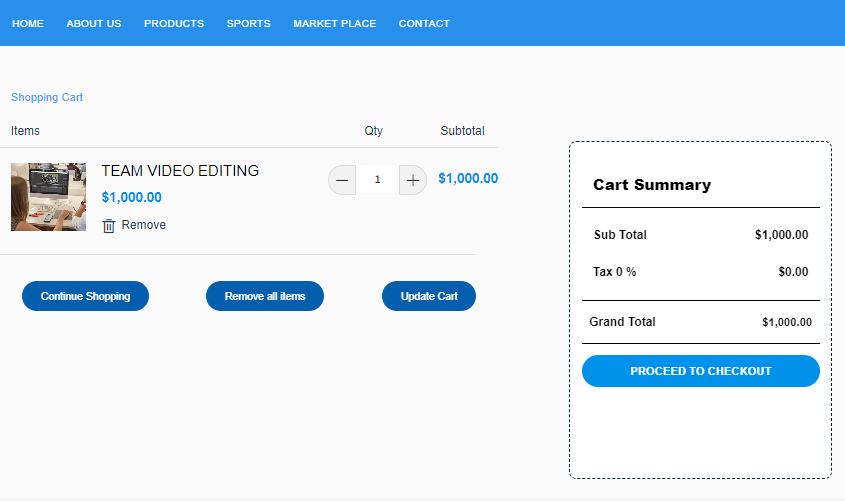 HOME ABOUT US PRODUCTS SPORTS MARKET PLACE CONTACT
Shopping Cart
Items Qty Subtotal
TEAM VIDEO EDITING
$1,000.00
1
$1,000.00
Remove
Continue Shopping Remove all items Update Cart
Cart Summary
Sub Total $1,000.00
Tax 0 % $0.00
Grand Total $1,000.00
PROCEED TO CHECKOUT